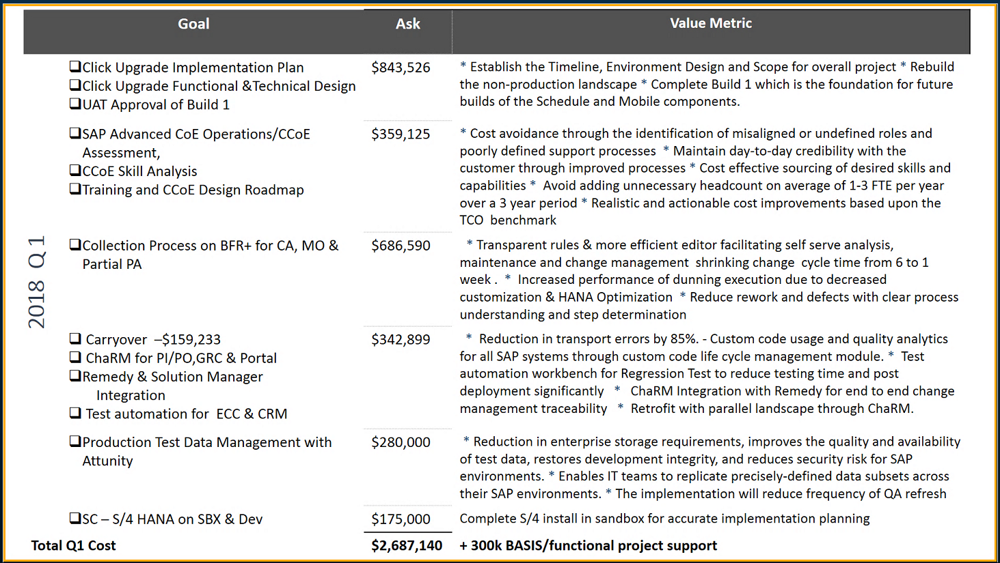 Goal Ask Value Metric
2018 Q1
❑Click Upgrade Implementation Plan
❑Click Upgrade Functional &Technical Design
❑UAT Approval of Build 1
$843,526
* Establish the Timeline, Environment Design and Scope for overall project * Rebuild
the non-production landscape * Complete Build 1 which is the foundation for future
builds of the Schedule and Mobile components.
❑SAP Advanced CoE Operations/CCoE
Assessment,
❑CCoE Skill Analysis
❑Training and CCoE Design Roadmap
$359,125
* Cost avoidance through the identification of misaligned or undefined roles and
poorly defined support processes * Maintain day-to-day credibility with the
customer through improved processes * Cost effective sourcing of desired skills and
capabilities * Avoid adding unnecessary headcount on average of 1-3 FTE per year
over a 3 year period * Realistic and actionable cost improvements based upon the
TCO benchmark
❑Collection Process on BFR+ for CA, MO &
Partial PA
$686,590
* Transparent rules & more efficient editor facilitating self serve analysis,
maintenance and change management shrinking change cycle time from 6 to 1
week . * Increased performance of dunning execution due to decreased
customization & HANA Optimization * Reduce rework and defects with clear process
understanding and step determination
❑ Carryover –$159,233
❑ ChaRM for PI/PO,GRC & Portal
❑Remedy & Solution Manager
Integration
❑ Test automation for ECC & CRM
$342,899
* Reduction in transport errors by 85%. - Custom code usage and quality analytics
for all SAP systems through custom code life cycle management module. * Test
automation workbench for Regression Test to reduce testing time and post
deployment significantly * ChaRM Integration with Remedy for end to end change
management traceability * Retrofit with parallel landscape through ChaRM.
❑Production Test Data Management with
Attunity
$280,000
* Reduction in enterprise storage requirements, improves the quality and availability
of test data, restores development integrity, and reduces security risk for SAP
environments. * Enables IT teams to replicate precisely-defined data subsets across
their SAP environments. * The implementation will reduce frequency of QA refresh
❑SC – S/4 HANA on SBX & Dev
$175,000
Complete S/4 install in sandbox for accurate implementation planning
Total Q1 Cost $2,687,140 + 300k BASIS/functional project support